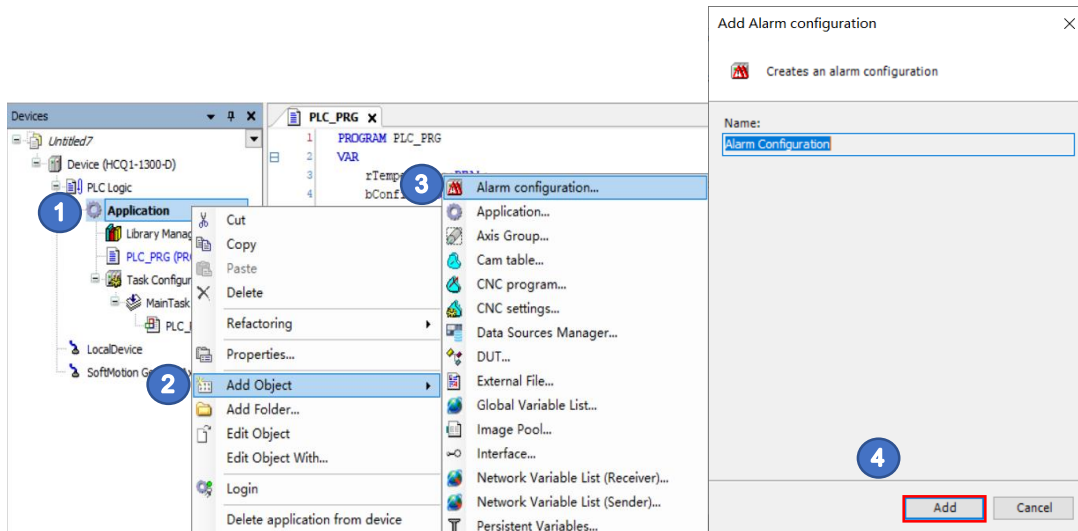 Devices
Untitled7
Device (HCQ1-1300-D)
PLC Logic
1
Application
Library Manag
PLC_PRG (PR
Task Configur
MainTask
PLC_
LocalDevice
SoftMotion G
2
PLC_PRG
1 PROGRAM PLC_PRG
2 VAR
3 rTempe
4 bConfi
Cut
Copy
Paste
Delete
Refactoring
Properties...
Add Object
Add Folder...
Edit Object
Edit Object With...
Login
Delete application from device
3
Alarm configuration...
Application...
Axis Group...
Cam table...
CNC program...
CNC settings...
Data Sources Manager...
DUT...
External File...
Global Variable List...
Image Pool...
Interface...
Network Variable List (Receiver)...
Network Variable List (Sender)...
Persistent Variables...
Add Alarm configuration
Creates an alarm configuration
Name:
Alarm Configuration
4
Add
Cancel